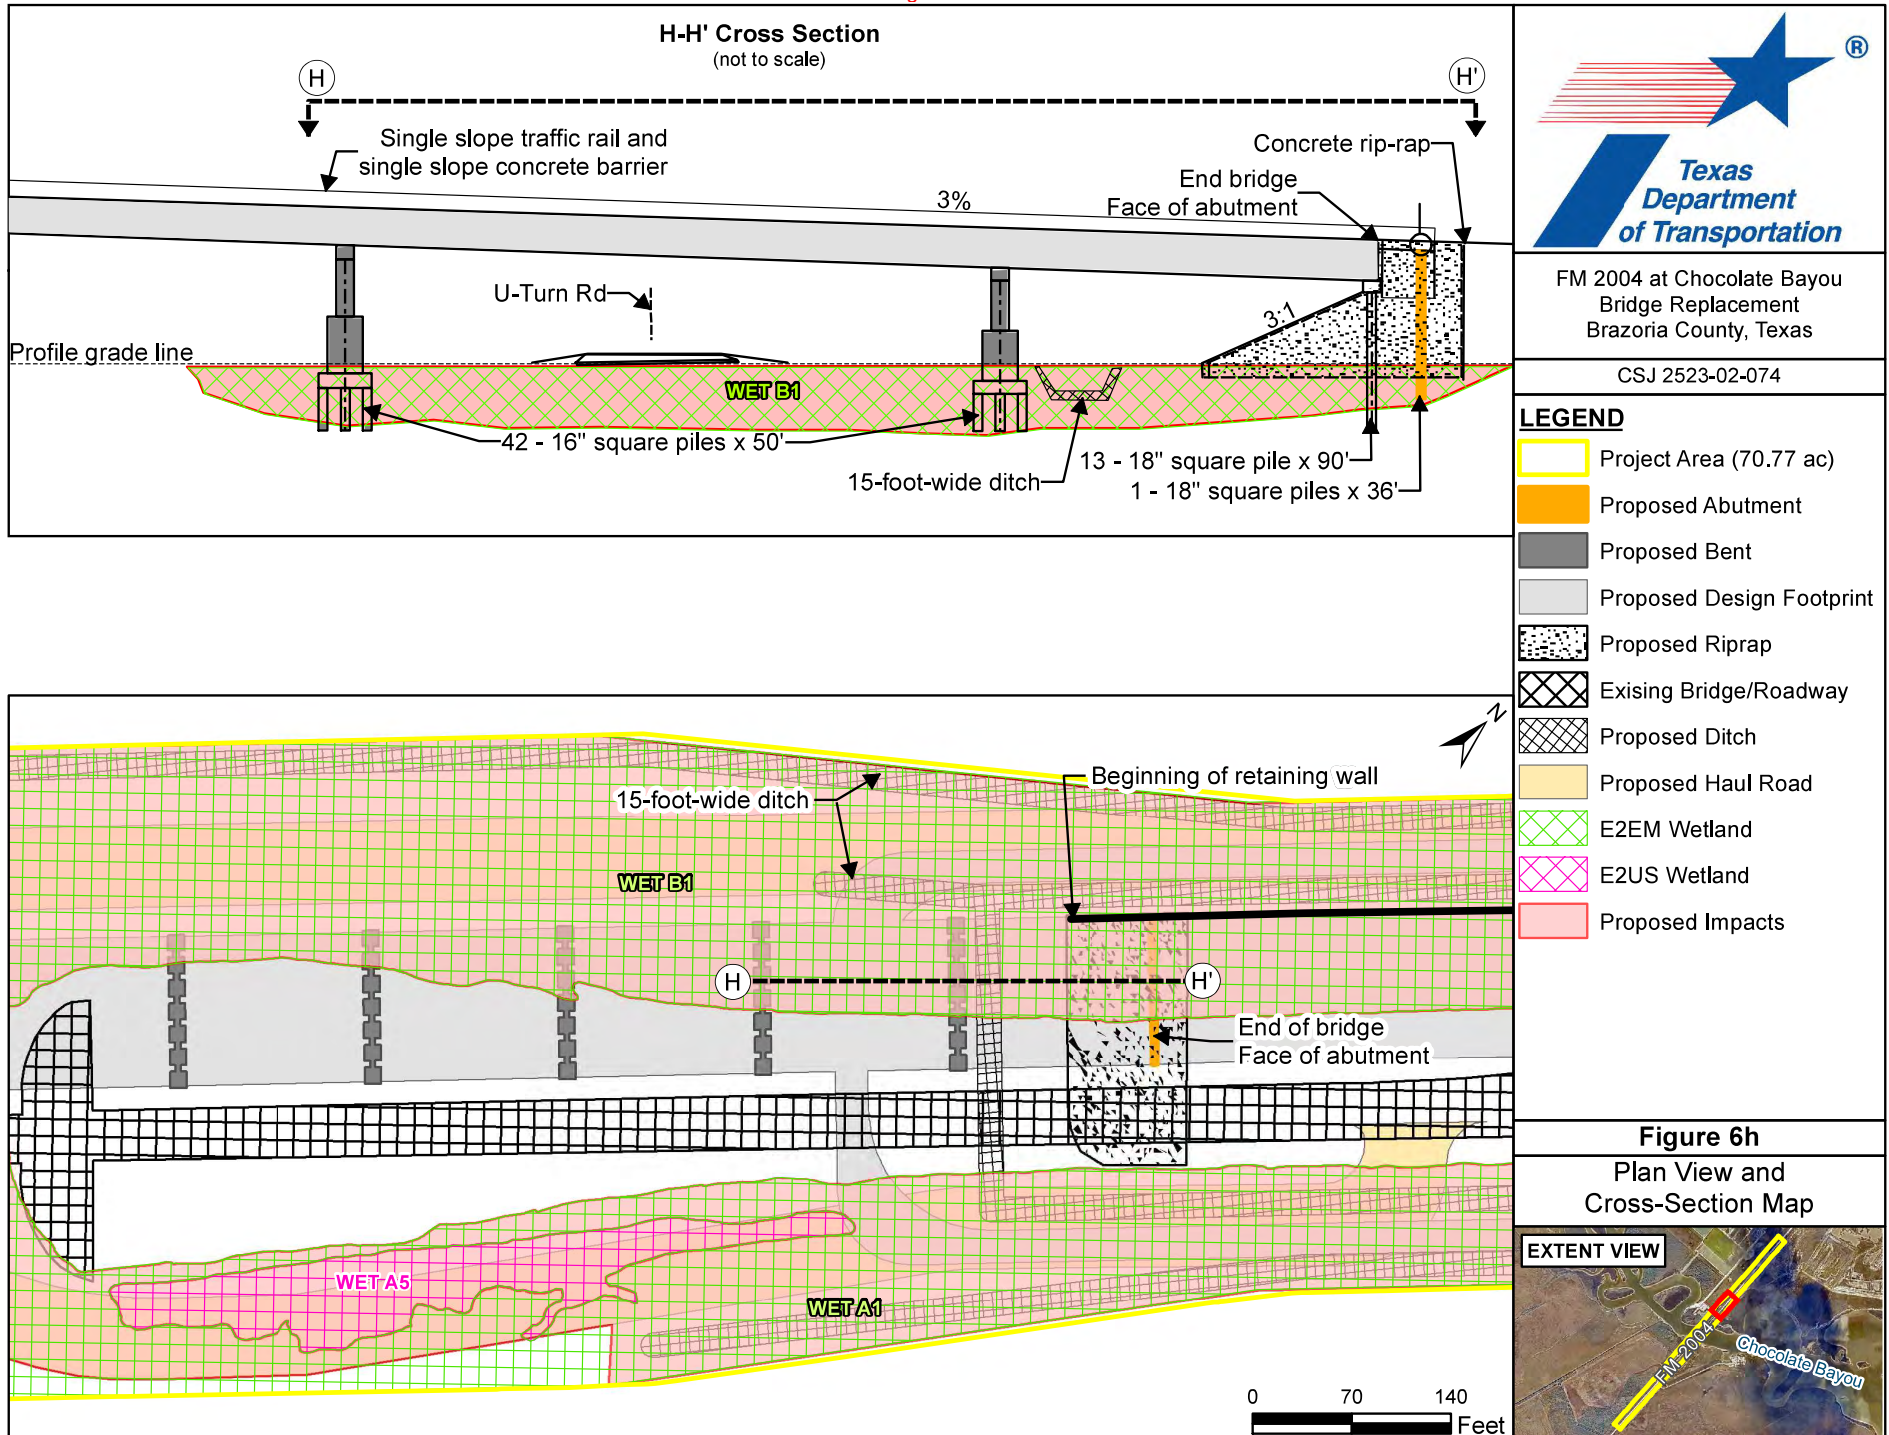 H-H' Cross Section
(not to scale)
H
H'
Single slope traffic rail and
single slope concrete barrier
3%
Concrete rip-rap
End bridge
Face of abutment
U-Turn Rd
3:1
Profile grade line
WET B1
42 - 16" square piles x 50'
15-foot-wide ditch
13 - 18" square pile x 90'
1 - 18" square piles x 36'
N
Beginning of retaining wall
15-foot-wide ditch
WET B1
H
H'
End of bridge
Face of abutment
WET A5
WET A1
0 70 140
Feet
®
Texas
Department
of Transportation
FM 2004 at Chocolate Bayou
Bridge Replacement
Brazoria County, Texas
CSJ 2523-02-074
LEGEND
Project Area (70.77 ac)
Proposed Abutment
Proposed Bent
Proposed Design Footprint
Proposed Riprap
Exising Bridge/Roadway
Proposed Ditch
Proposed Haul Road
E2EM Wetland
E2US Wetland
Proposed Impacts
Figure 6h
Plan View and
Cross-Section Map
EXTENT VIEW
FM-2004
Chocolate Bayou